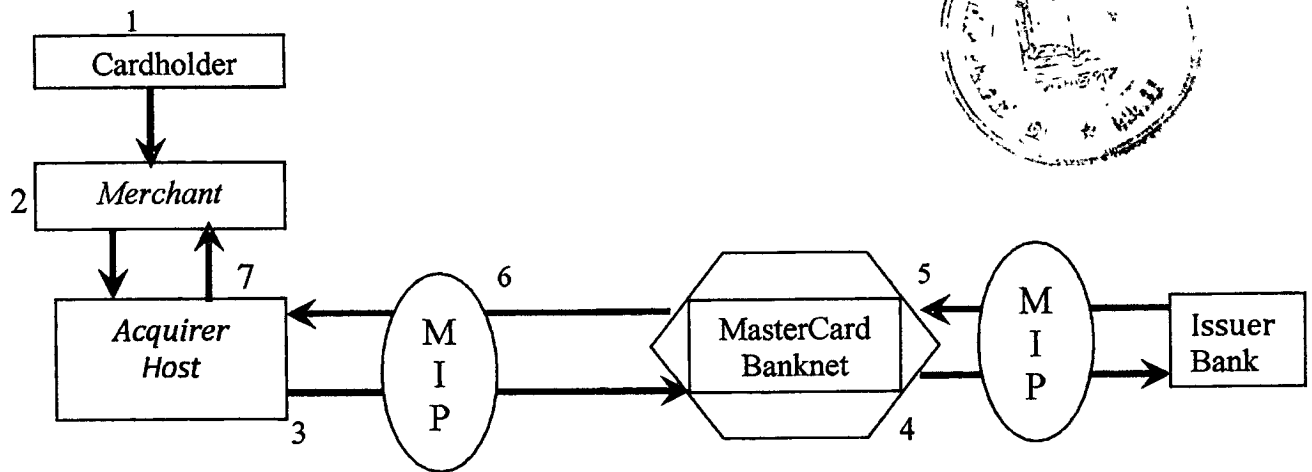 1
Cardholder
2
Merchant
7
Acquirer
Host
3
M
I
P
6
MasterCard
Banknet
5
4
M
I
P
Issuer
Bank